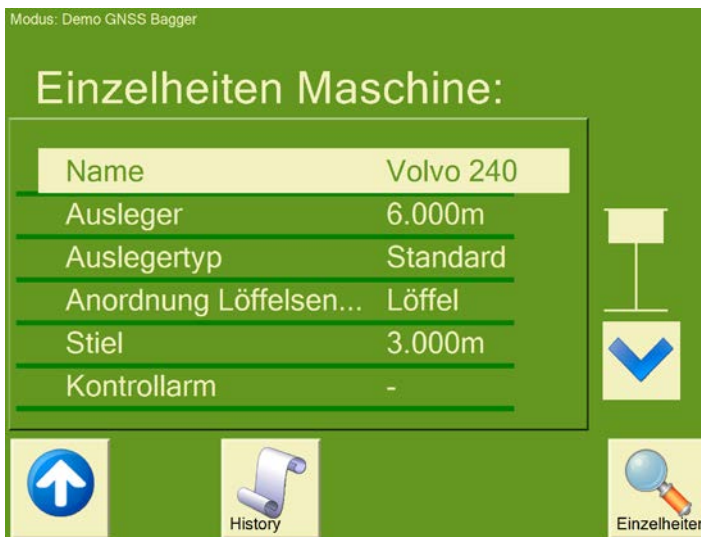 Modus: Demo GNSS Bagger
Einzelheiten Maschine:
Name Volvo 240
Ausleger 6.000m
Auslegertyp Standard
Anordnung Löffelsen... Löffel
Stiel 3.000m
Kontrollarm -
History
Einzelheiten